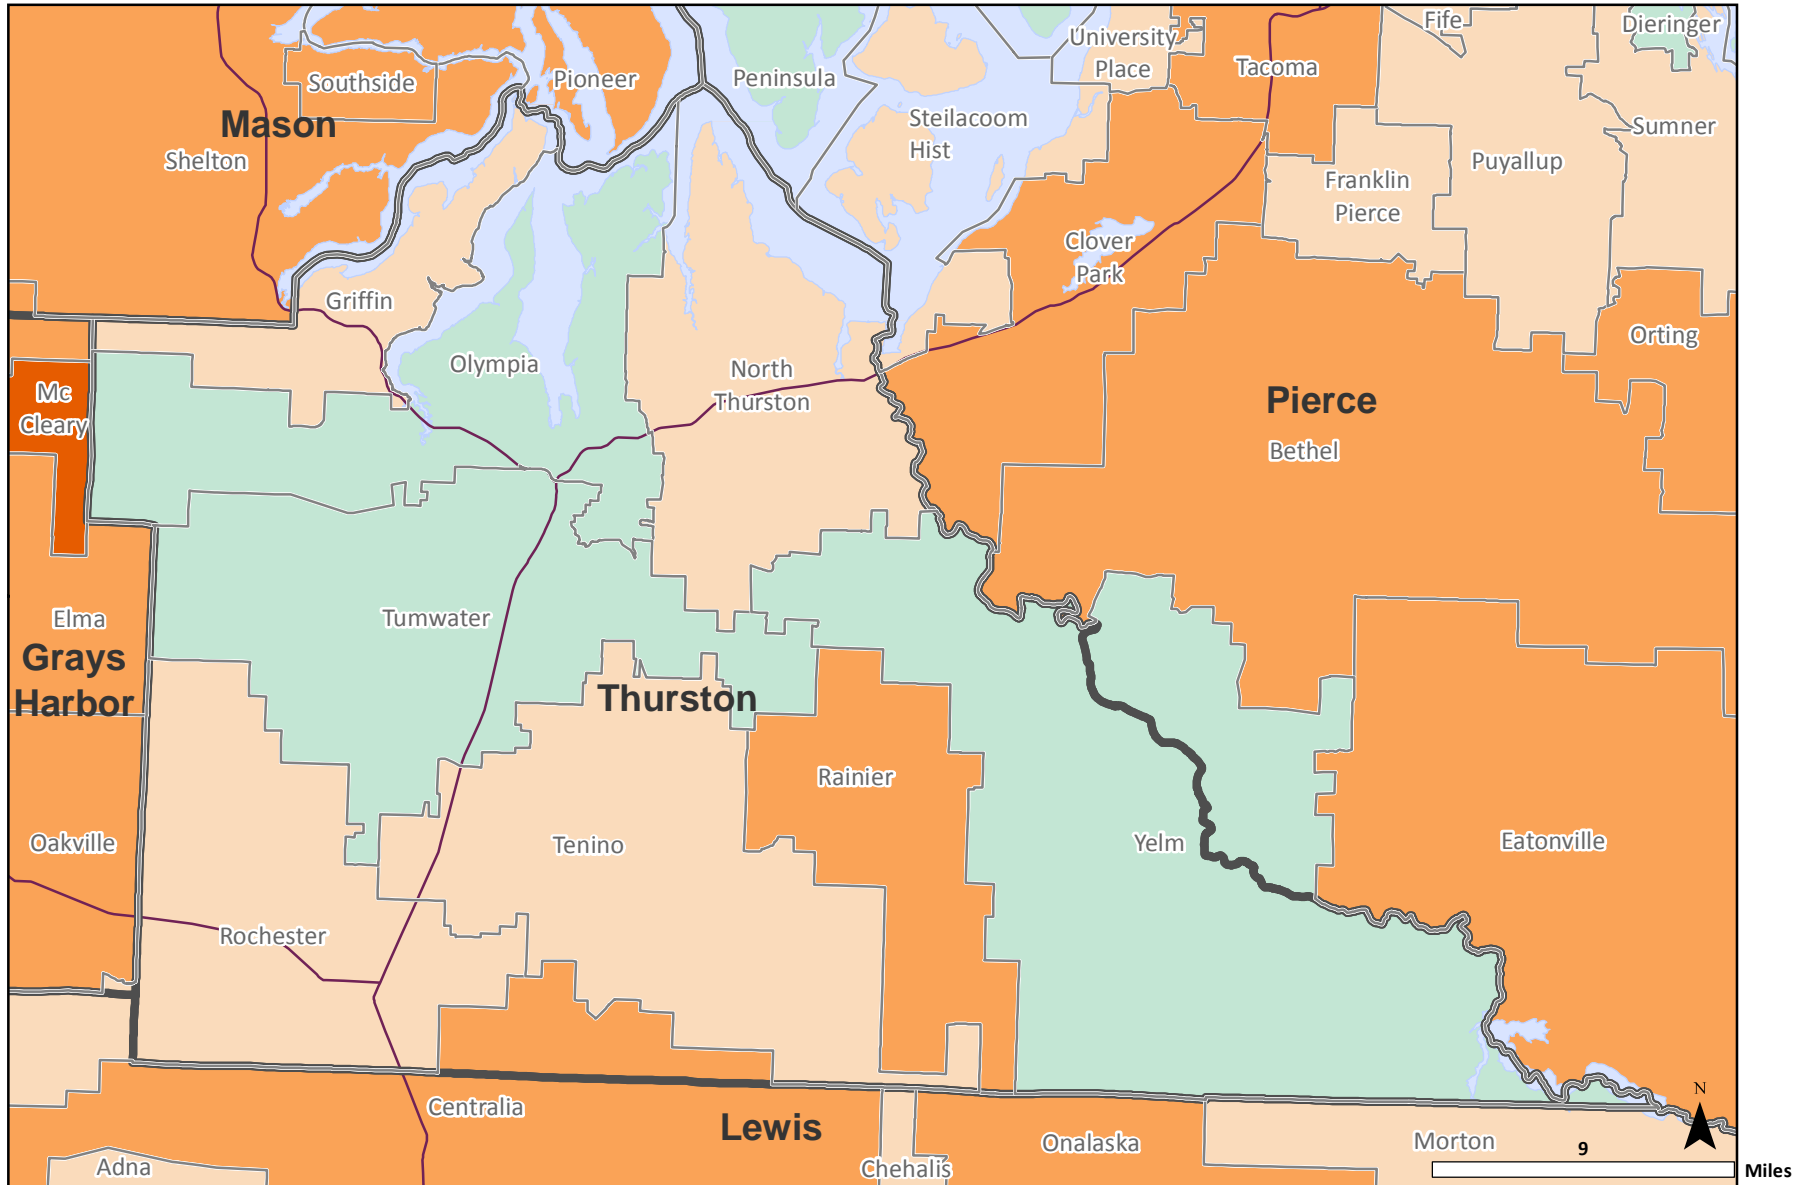 Fife
Dieringer
University
Place
Tacoma
Southside
Pioneer
Peninsula
Mason
Steilacoom
Hist
Sumner
Shelton
Puyallup
Franklin
Pierce
Clover
Park
Griffin
Orting
Olympia
North
Thurston
Mc
Cleary
Pierce
Bethel
Elma
Tumwater
Grays
Harbor
Thurston
Rainier
Oakville
Tenino
Yelm
Eatonville
Rochester
N
Centralia
Lewis
Onalaska
Morton
Adna
Chehalis
9
Miles